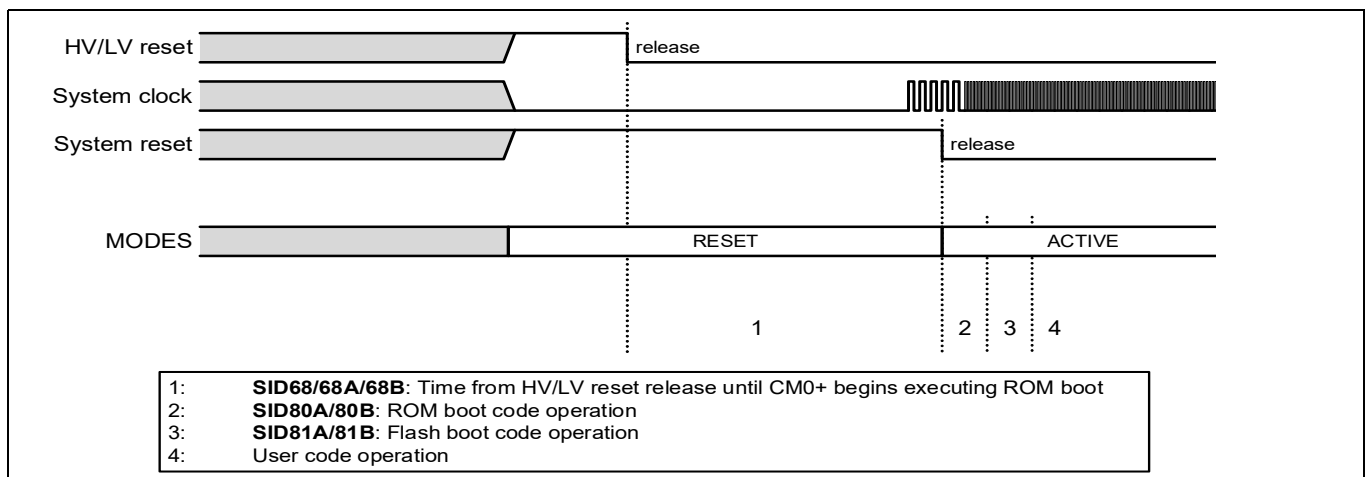 HV/LV reset
release
System clock
System reset
release
MODES
RESET
ACTIVE
1
2
3
4
1: SID68/68A/68B: Time from HV/LV reset release until CM0+ begins executing ROM boot
2: SID80A/80B: ROM boot code operation
3: SID81A/81B: Flash boot code operation
4: User code operation